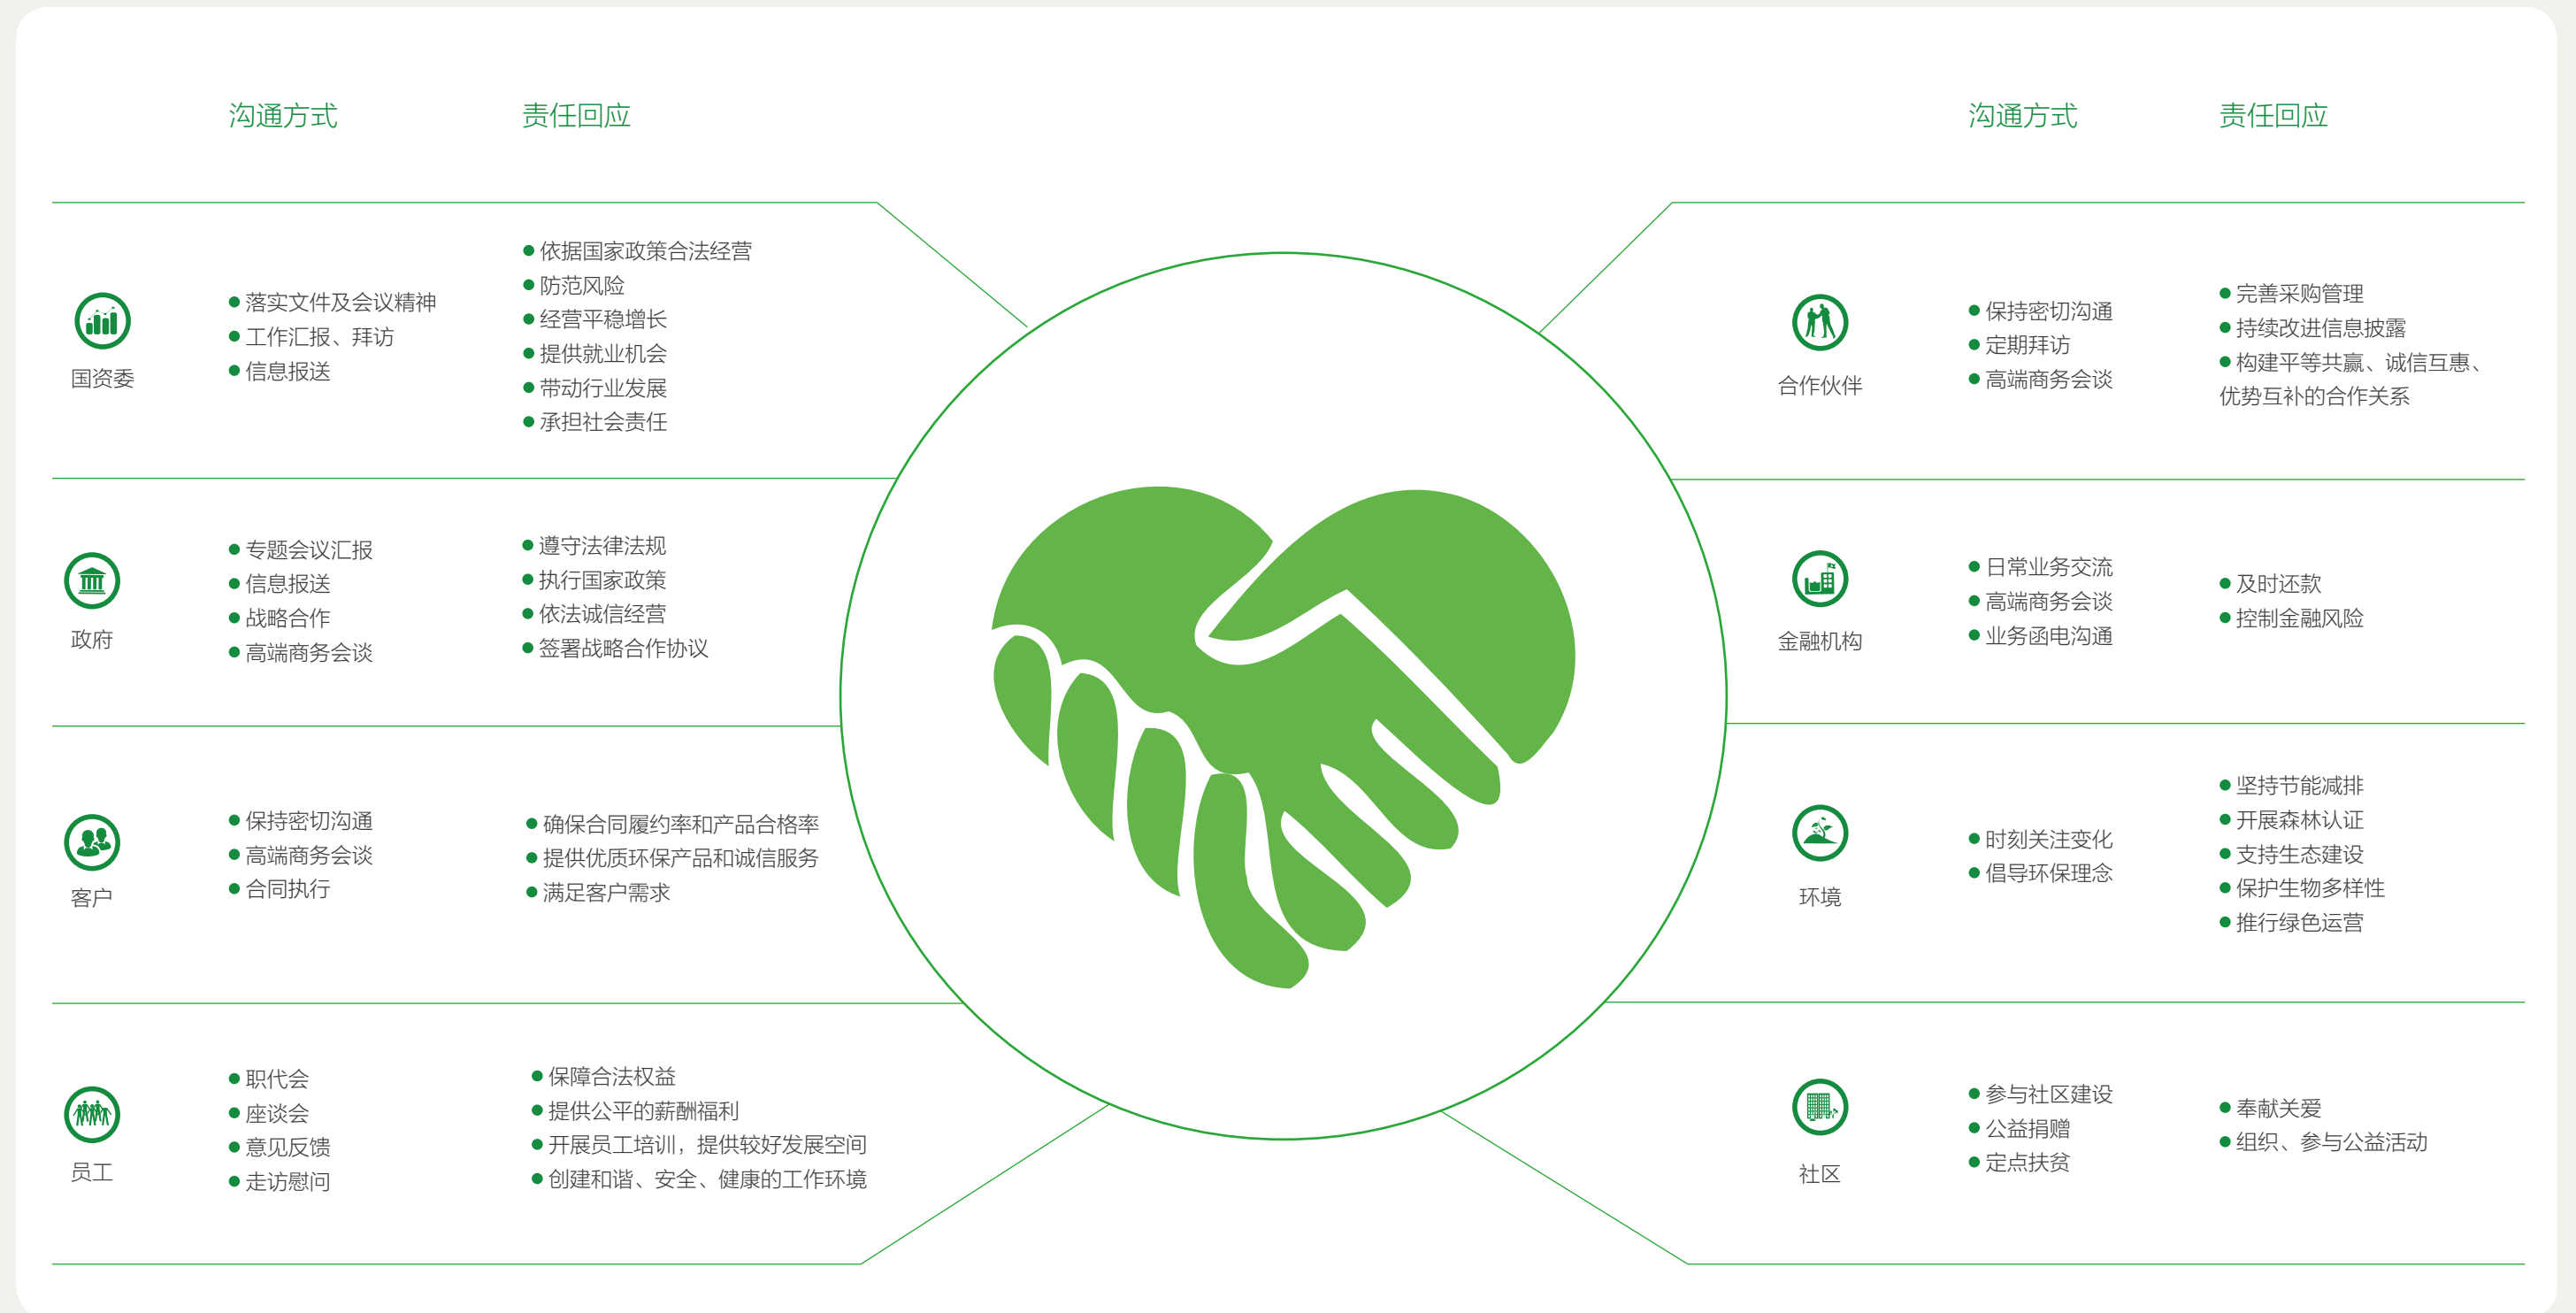 沟通方式
责任回应
国资委
●落实文件及会议精神
●工作汇报、拜访
●信息报送
●依据国家政策合法经营
●防范风险
●经营平稳增长
●提供就业机会
●带动行业发展
●承担社会责任
政府
●专题会议汇报
●信息报送
●战略合作
●高端商务会谈
●遵守法律法规
●执行国家政策
●依法诚信经营
●签署战略合作协议
客户
●保持密切沟通
●高端商务会谈
●合同执行
●确保合同履约率和产品合格率
●提供优质环保产品和诚信服务
●满足客户需求
员工
●职代会
●座谈会
●意见反馈
●走访慰问
●保障合法权益
●提供公平的薪酬福利
●开展员工培训，提供较好发展空间
●创建和谐、安全、健康的工作环境
沟通方式
责任回应
合作伙伴
●保持密切沟通
●定期拜访
●高端商务会谈
●完善采购管理
●持续改进信息披露
●构建平等共赢、诚信互惠、
优势互补的合作关系
金融机构
●日常业务交流
●高端商务会谈
●业务函电沟通
●及时还款
●控制金融风险
环境
●时刻关注变化
●倡导环保理念
●坚持节能减排
●开展森林认证
●支持生态建设
●保护生物多样性
●推行绿色运营
社区
●参与社区建设
●公益捐赠
●定点扶贫
●奉献关爱
●组织、参与公益活动